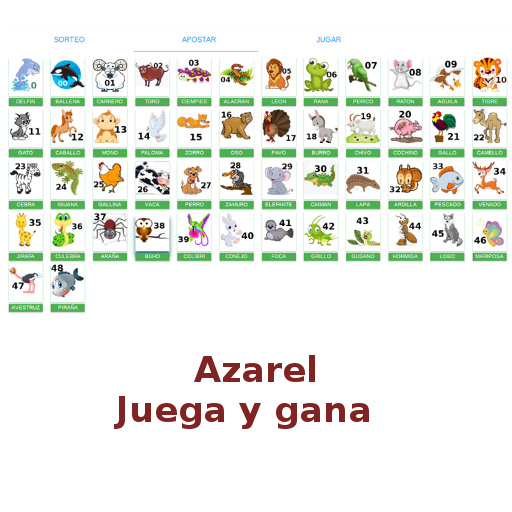 SORTEO APOSTAR JUGAR
0 00 01 02 03 04 05 06 07 08 09 10
DELFIN BALLENA CARNERO TORO CIEMPIES ALACRAN LEON RANA PERICO RATON AGUILA TIGRE
11 12 13 14 15 16 17 18 19 20 21 22
GATO CABALLO MONO PALOMA ZORRO OSO PAVO BURRO CHIVO COCHINO GALLO CAMELLO
23 24 25 26 27 28 29 30 31 32 33 34
CEBRA IGUANA GALLINA VACA PERRO ZAMURO ELEFANTE CAIMAN LAPA ARDILLA PESCADO VENADO
35 36 37 38 39 40 41 42 43 44 45 46
JIRAFA CULEBRA ARAÑA BÚHO COLIBRI CONEJO FOCA GRILLO GUSANO HORMIGA LOBO MARIPOSA
47 48
AVESTRUZ PIRAÑA
Azarel
Juega y gana